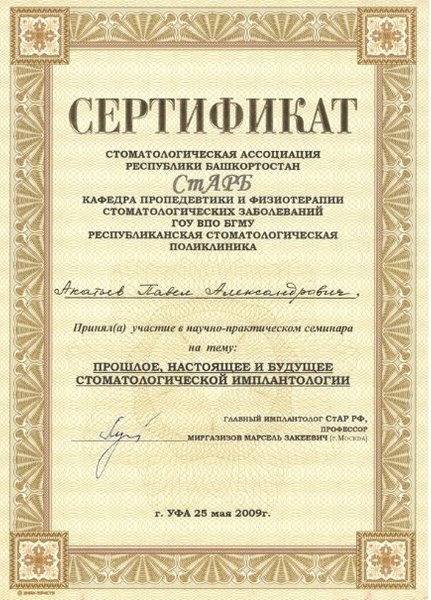 СЕРТИФИКАТ
СТОМАТОЛОГИЧЕСКАЯ АССОЦИАЦИЯ
РЕСПУБЛИКИ БАШКОРТОСТАН
СтАРБ
КАФЕДРА ПРОПЕДЕВТИКИ И ФИЗИОТЕРАПИИ
СТОМАТОЛОГИЧЕСКИХ ЗАБОЛЕВАНИЙ
ГОУ ВПО БГМУ
РЕСПУБЛИКАНСКАЯ СТОМАТОЛОГИЧЕСКАЯ
ПОЛИКЛИНИКА
Акатьев Павел Александрович,
Принял(а) участие в научно-практическом семинара
на тему:
ПРОШЛОЕ, НАСТОЯЩЕЕ И БУДУЩЕЕ
СТОМАТОЛОГИЧЕСКОЙ ИМПЛАНТОЛОГИИ
ГЛАВНЫЙ ИМПЛАНТОЛОГ СтАР РФ,
ПРОФЕССОР
МИРГАЗИЗОВ МАРСЕЛЬ ЗАКЕЕВИЧ (г.Москва)
г. УФА 25 мая 2009г.